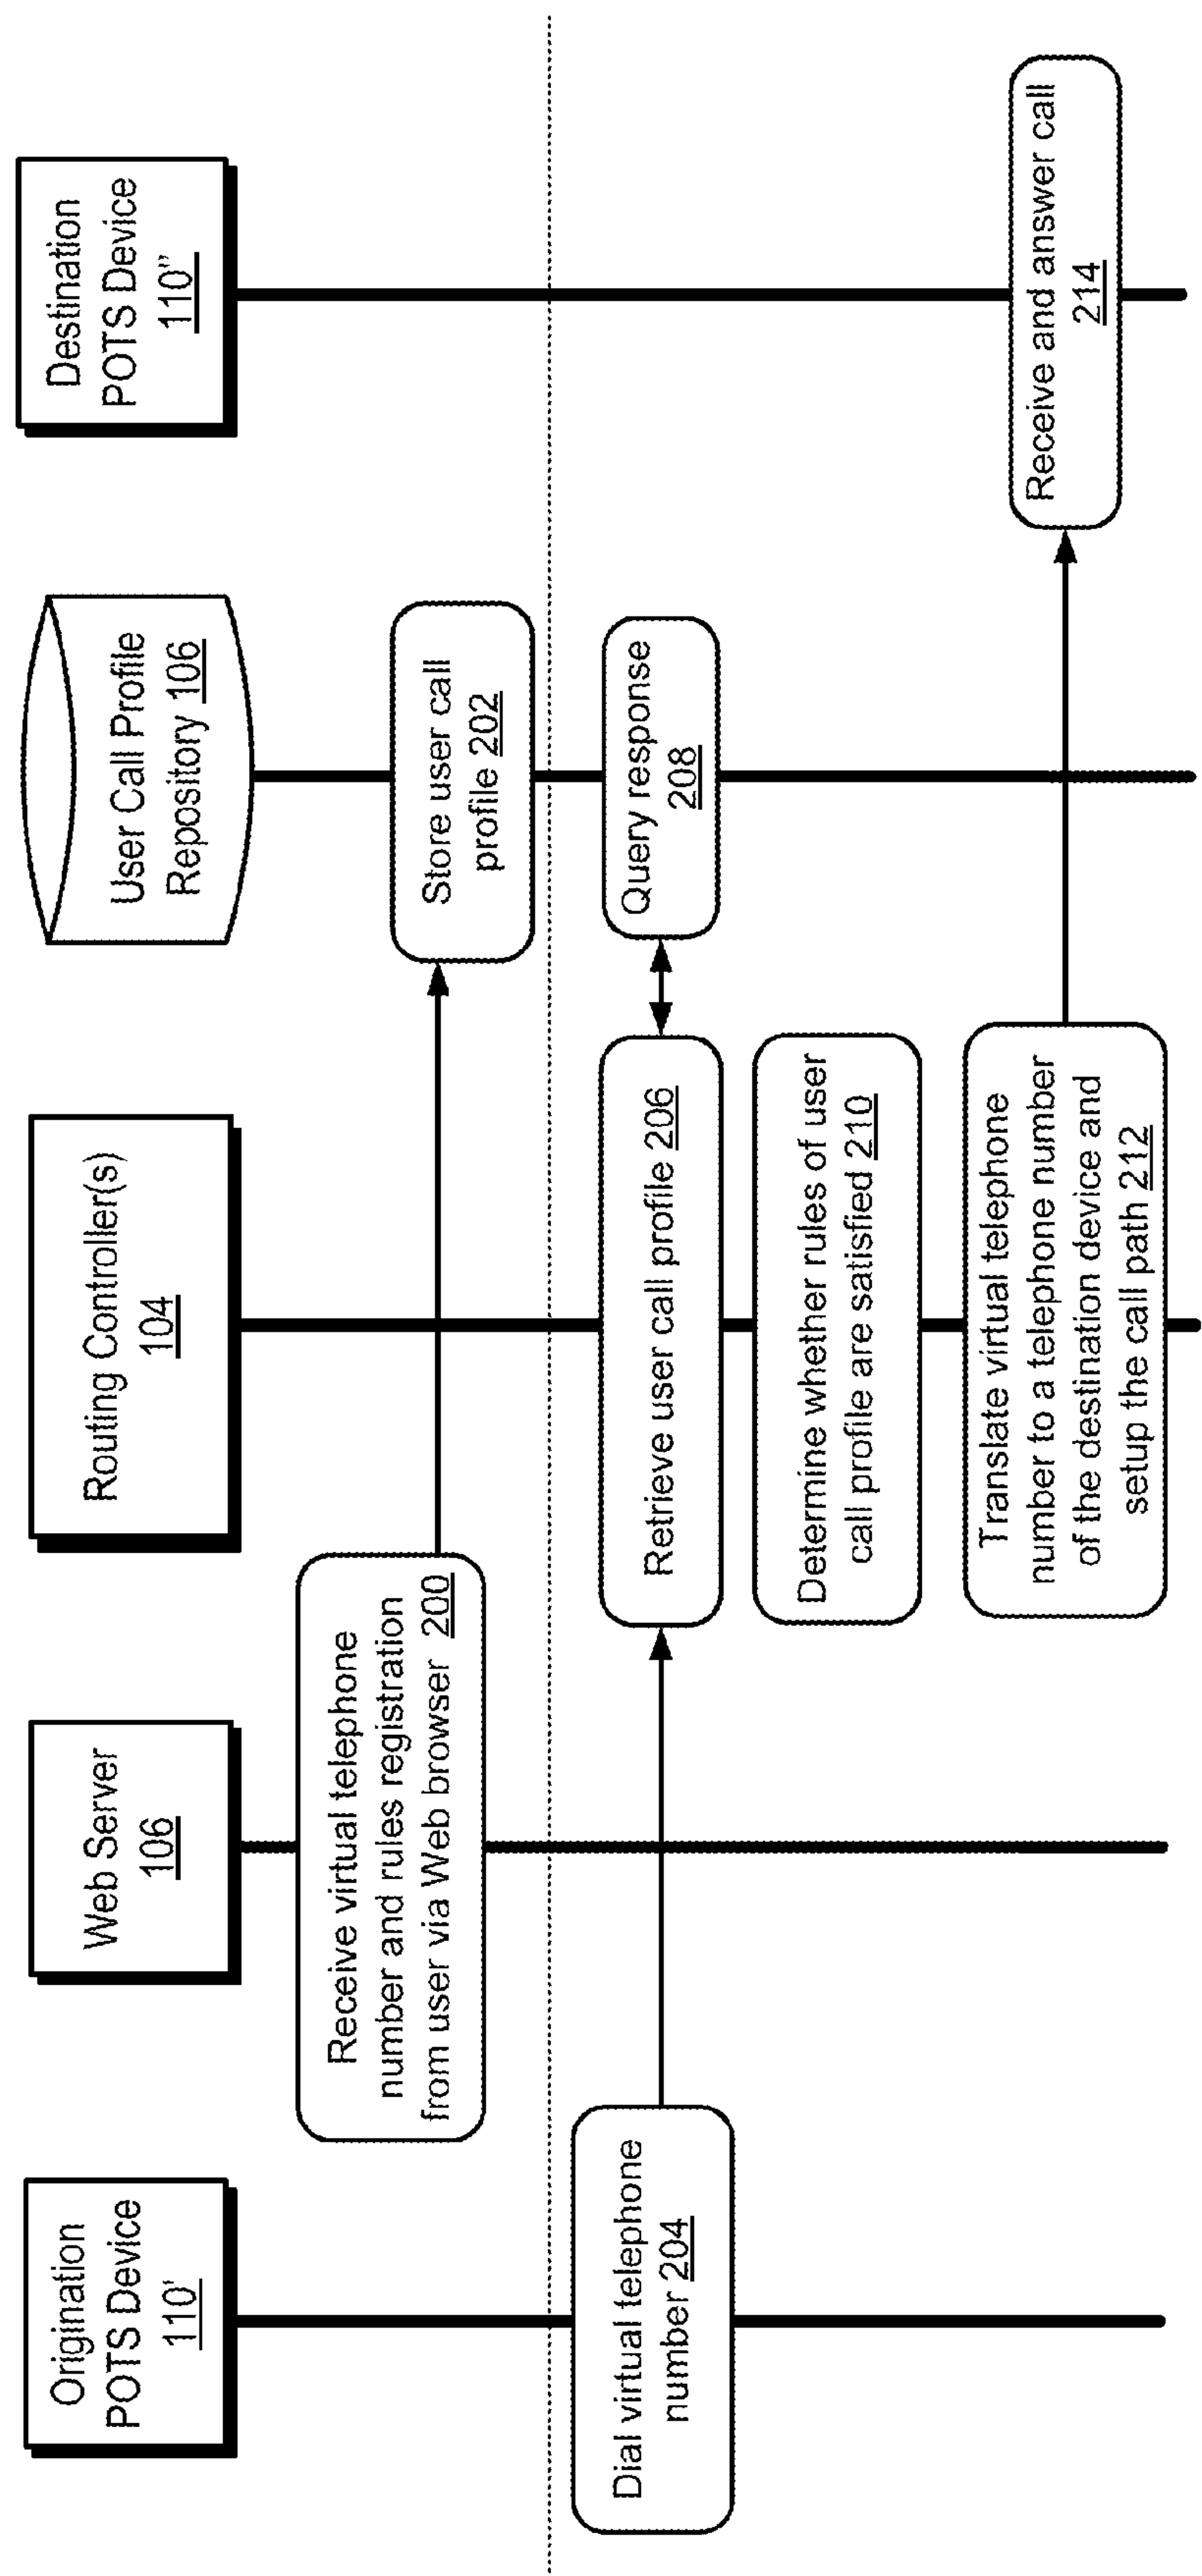 Origination
POTS Device
110'
Web Server
106
Routing Controller(s)
104
User Call Profile
Repository 106
Destination
POTS Device
110"
Receive virtual telephone
number and rules registration
from user via Web browser 200
Store user call
profile 202
Dial virtual telephone
number 204
Retrieve user call profile 206
Query response
208
Determine whether rules of user
call profile are satisfied 210
Translate virtual telephone
number to a telephone number
of the destination device and
setup the call path 212
Receive and answer call
214